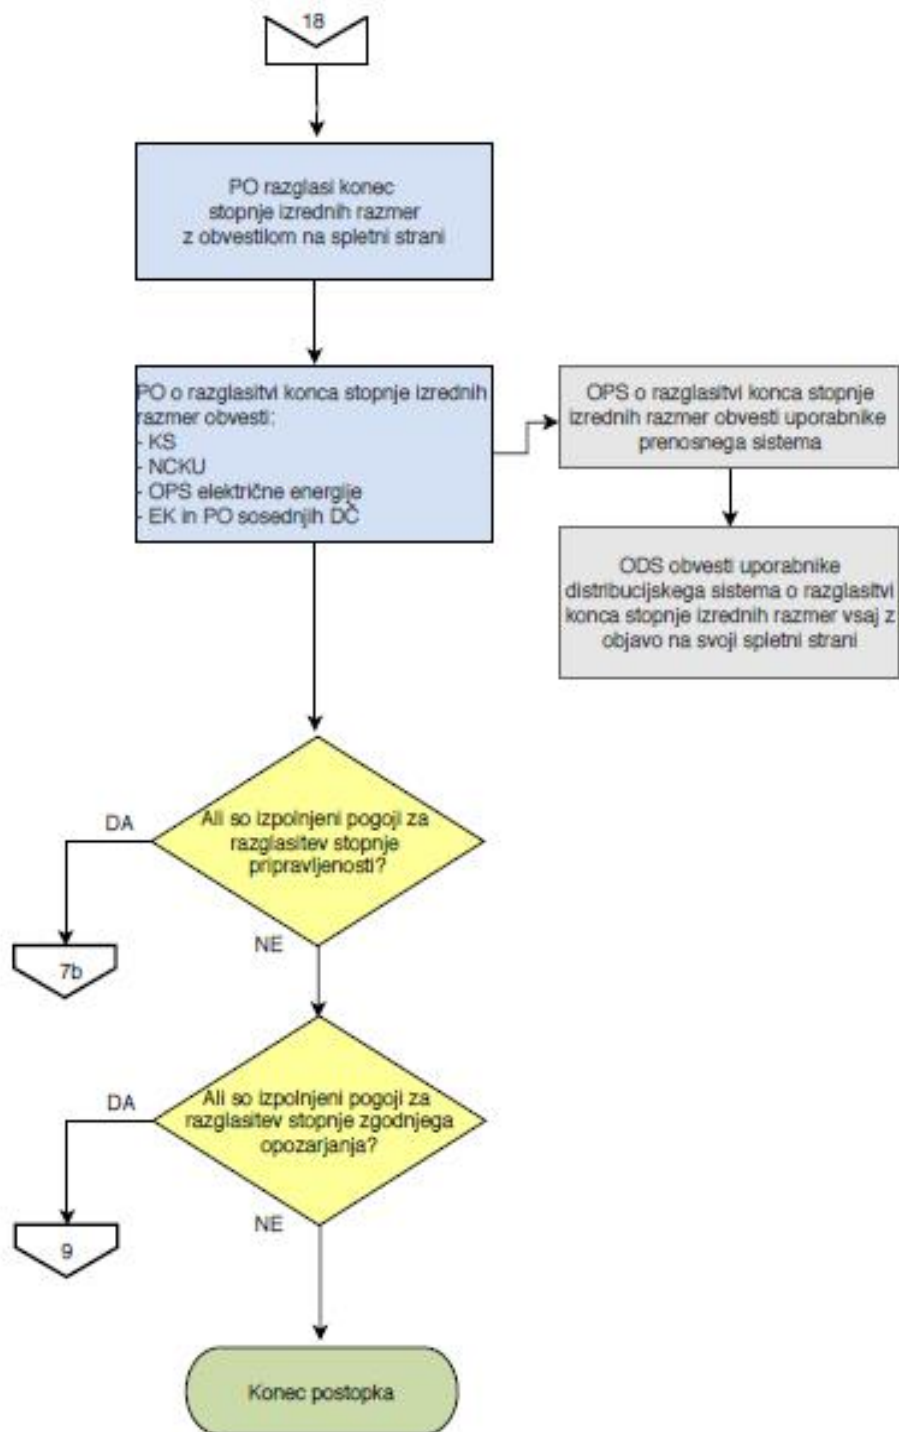 18
PO razglasi konec
stopnje izrednih razmer
z obvestilom na spletni strani
PO o razglasitvi konca stopnje izrednih
razmer obvesti:
- KS
- NCKU
- OPS električne energije
- EK in PO sosednjih DČ
OPS o razglasitvi konca stopnje
izrednih razmer obvesti uporabnike
prenosnega sistema
ODS obvesti uporabnike
distribucijskega sistema o razglasitvi
konca stopnje izrednih razmer vsaj z
objavo na svoji spletni strani
Ali so izpolnjeni pogoji za
razglasitev stopnje
pripravljenosti?
DA
NE
7b
Ali so izpolnjeni pogoji za
razglasitev stopnje zgodnjega
opozarjanja?
DA
NE
9
Konec postopka